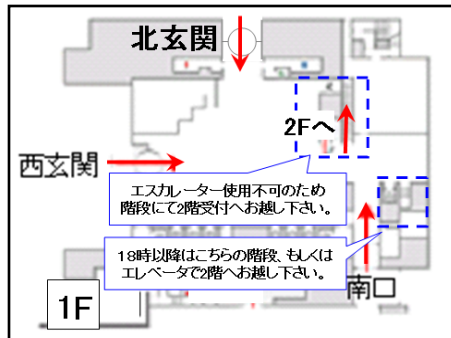 北玄関
2Fへ
西玄関
エスカレーター使用不可のため
階段にて2階受付へお越し下さい。
18時以降はこちらの階段、もしくは
エレベータで2階へお越し下さい。
南口
1F